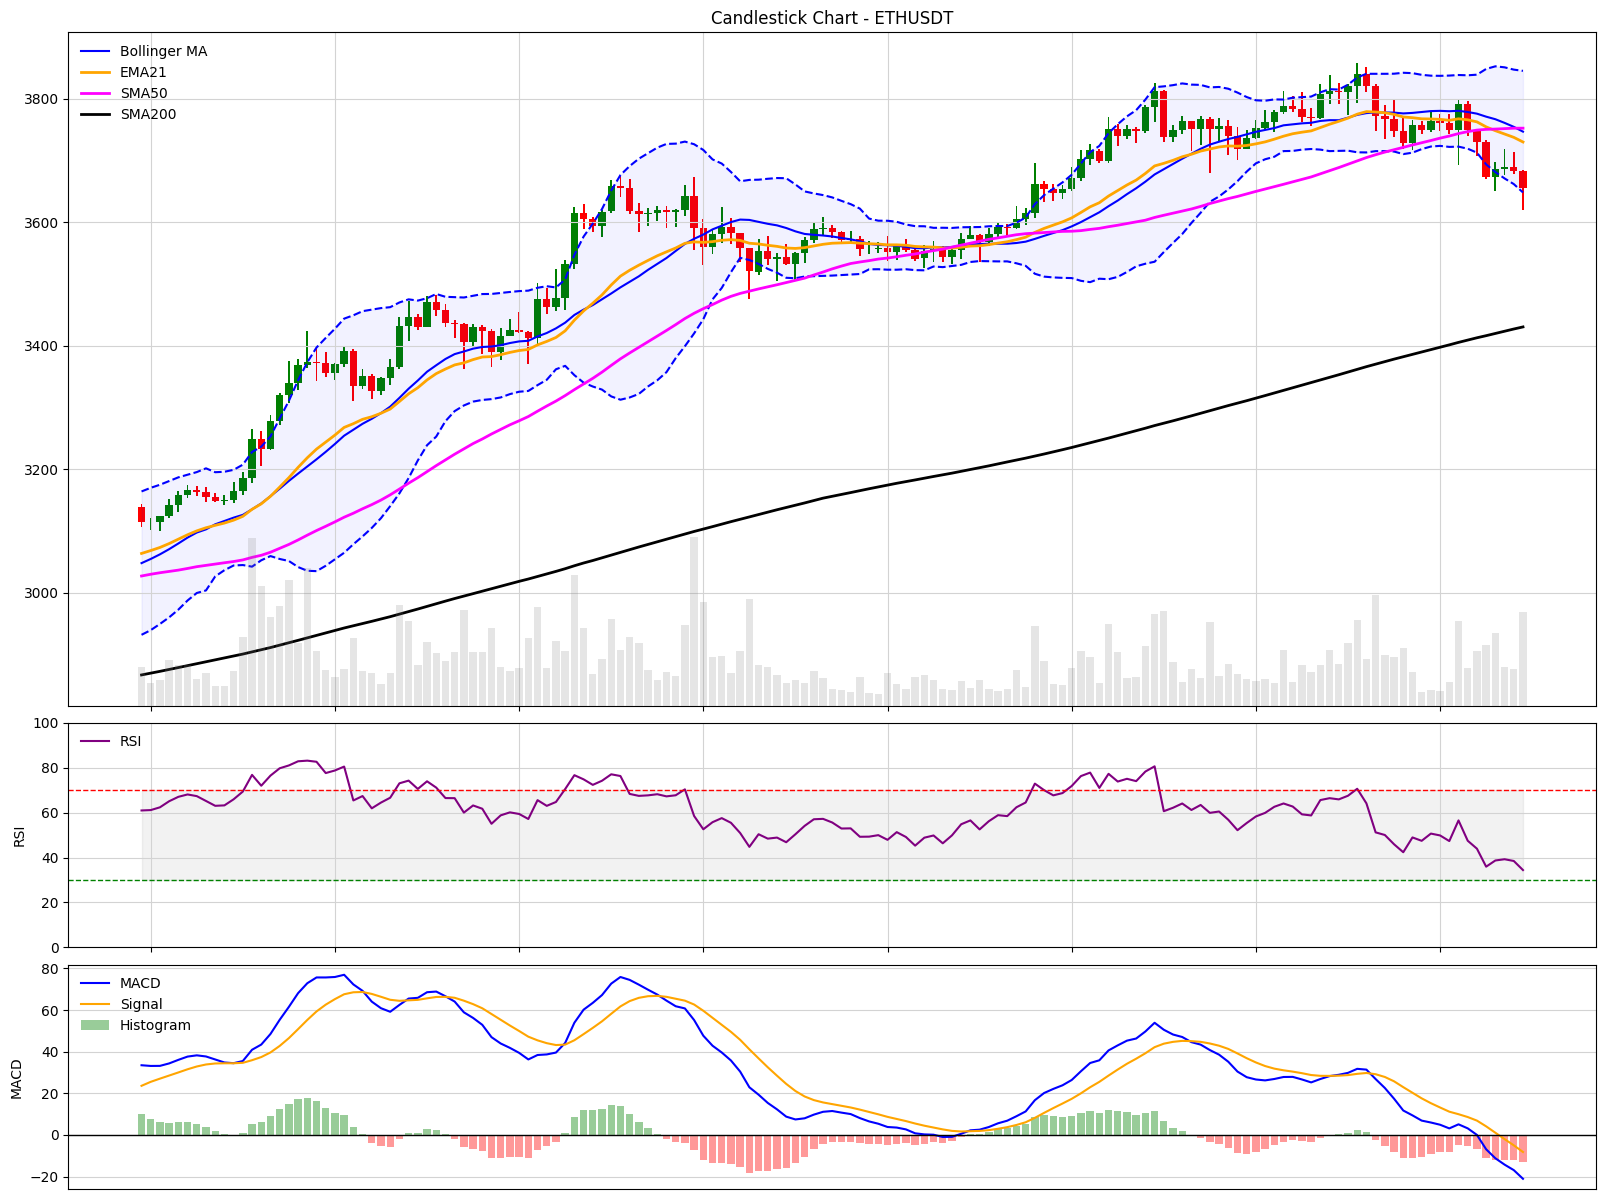 Candlestick Chart - ETHUSDT
Bollinger MA
EMA21
SMA50
SMA200
3800
3600
3400
3200
3000
RSI
100
80
60
40
20
0
RSI
MACD
Signal
Histogram
80
60
40
20
0
−20
MACD